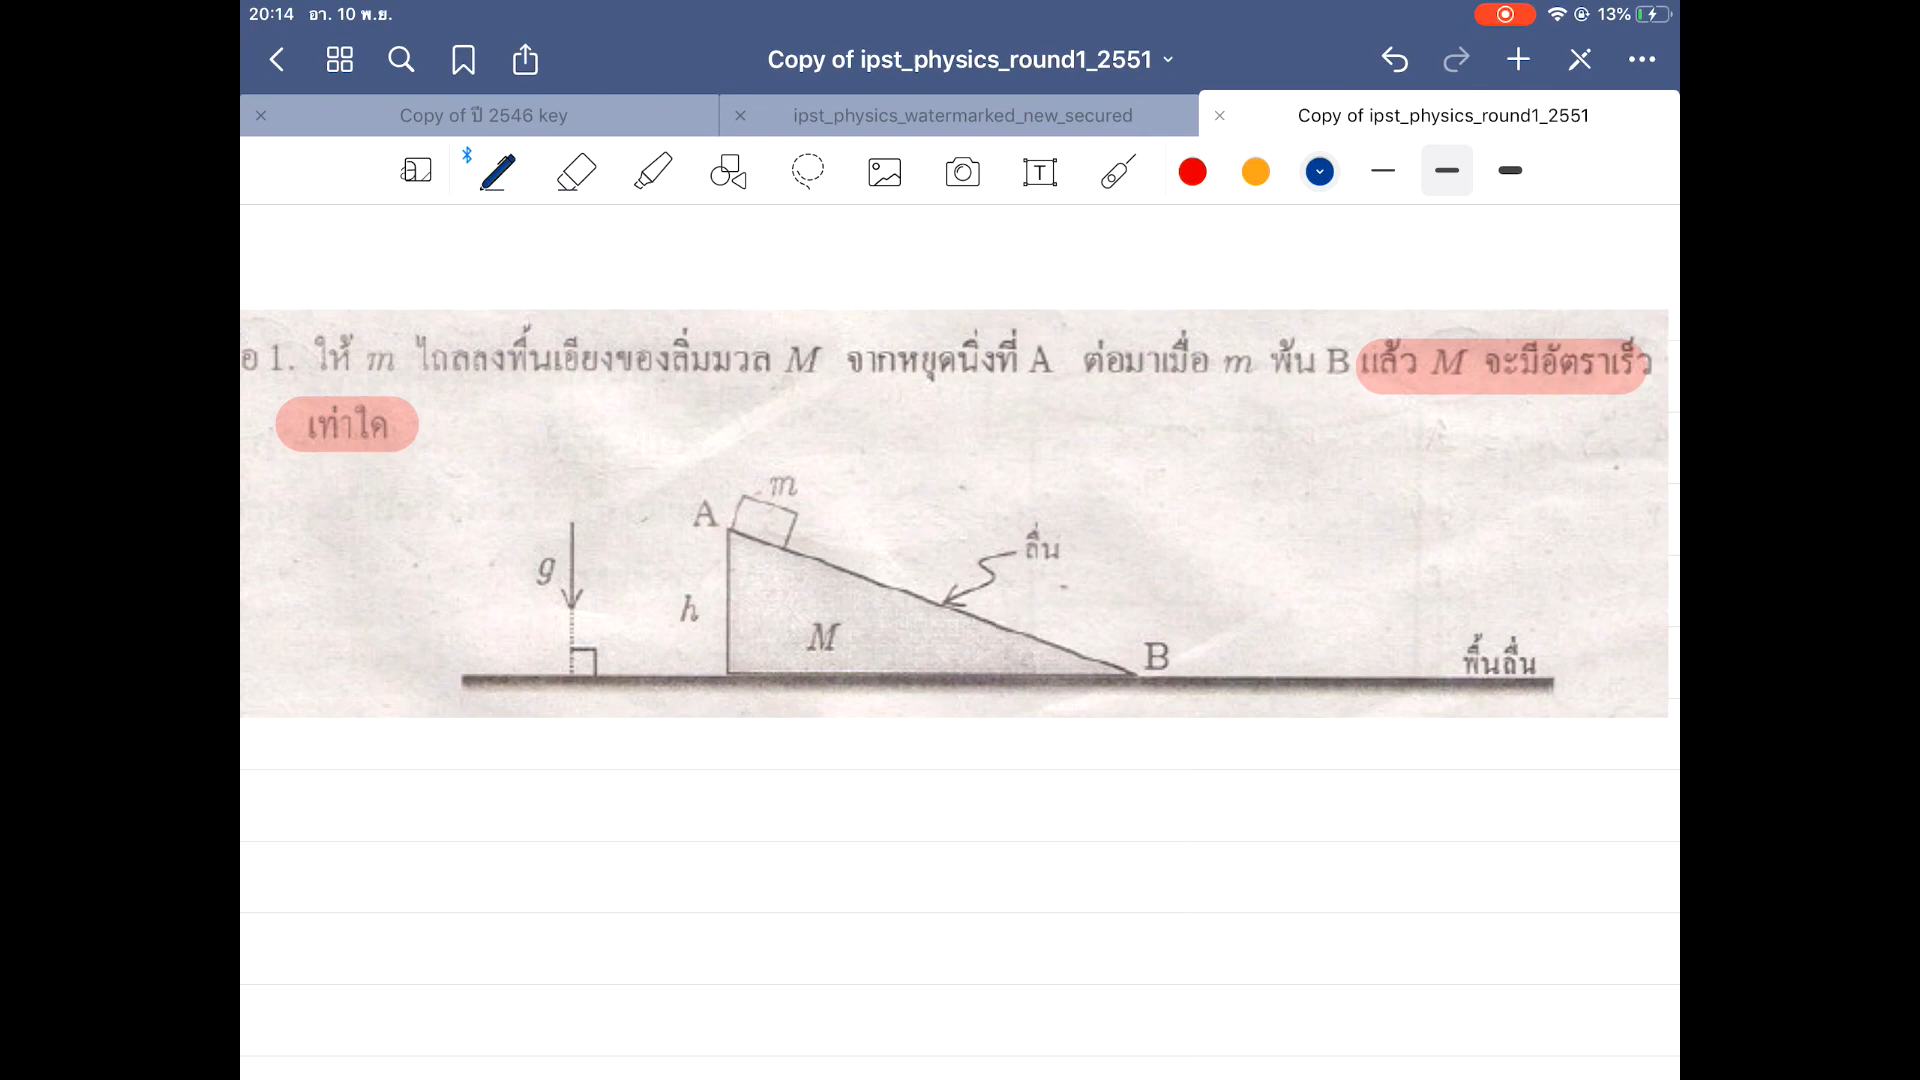 20:14 อา. 10 พ.ย.
13%
Copy of ipst_physics_round1_2551
Copy of ปี 2546 key
ipst_physics_watermarked_new_secured
Copy of ipst_physics_round1_2551
อ 1. ให้ m ไถลลงพื้นเอียงของลิ่มมวล M จากหยุดนิ่งที่ A ต่อมาเมื่อ m พ้น B แล้ว M จะมีอัตราเร็ว
เท่าใด
m
A
ลื่น
g
h
M
B
พื้นลื่น